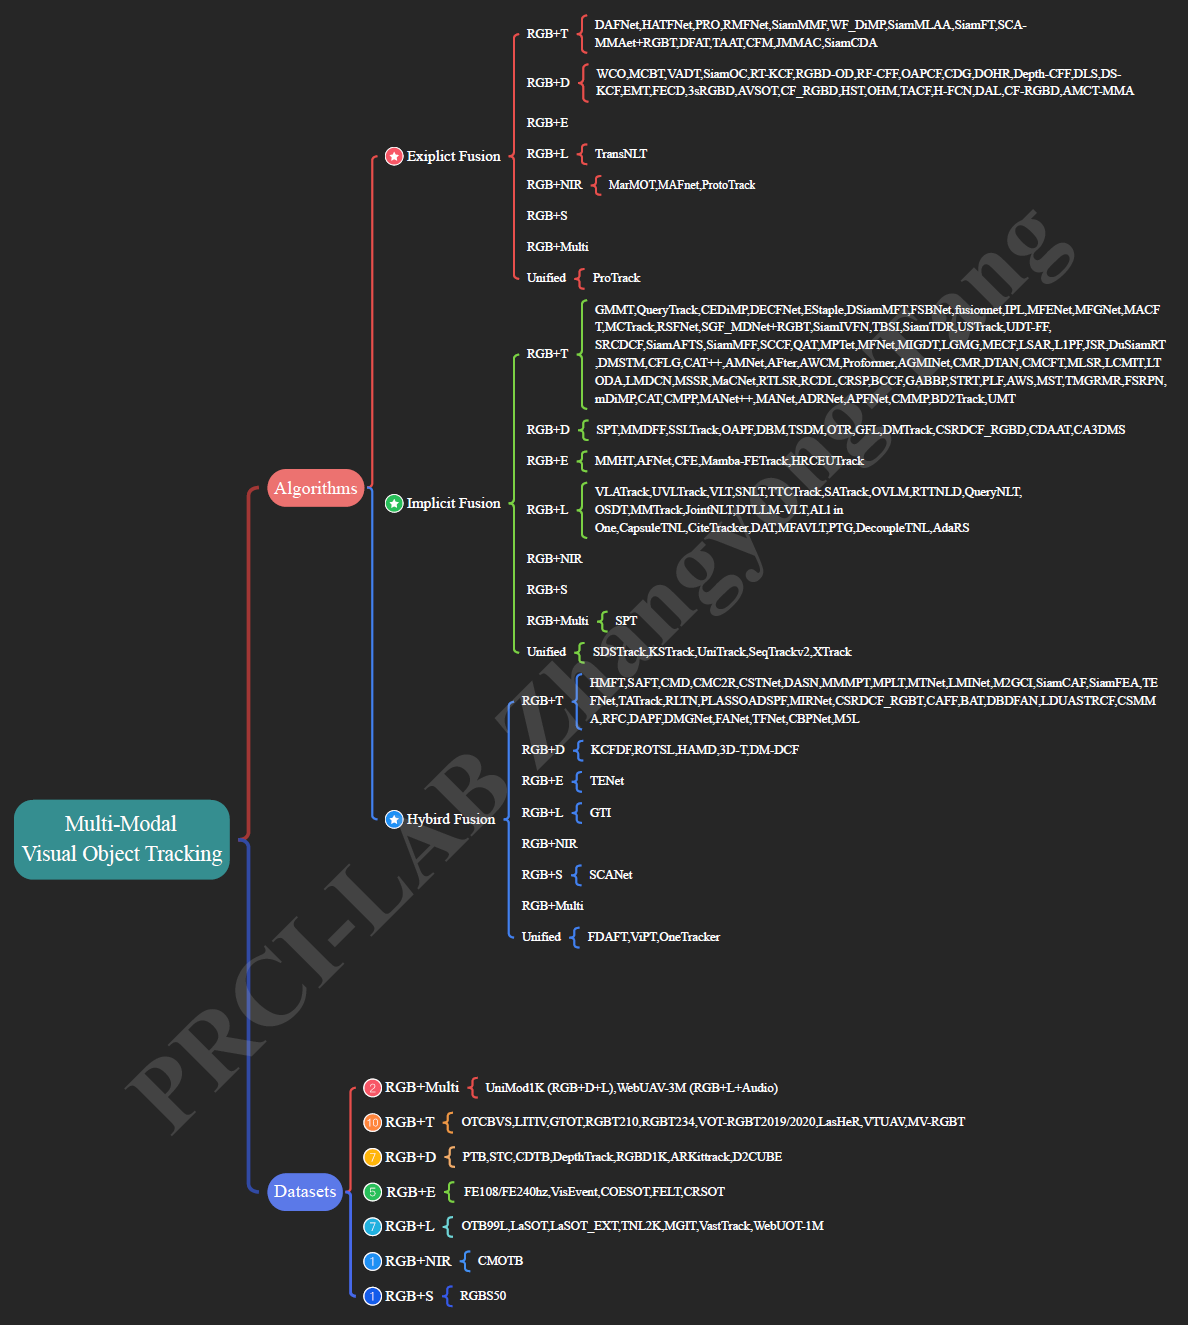 Multi-Modal
Visual Object Tracking
Algorithms
Exiplict Fusion
RGB+T
DAFNet,HATFNet,PRO,RMFNet,SiamMMF,WF_DiMP,SiamMLAA,SiamFT,SCA-
MMAet+RGBT,DFAT,TAAT,CFM,JMMAC,SiamCDA
RGB+D
WCO,MCBT,VADT,SiamOC,RT-KCF,RGBD-OD,RF-CFF,OAPCF,CDG,DOHR,Depth-CFF,DLS,DS-
KCF,EMT,FECD,3sRGBD,AVSOT,CF_RGBD,HST,OHM,TACF,H-FCN,DAL,CF-RGBD,AMCT-MMA
RGB+E
RGB+L
TransNLT
RGB+NIR
MarMOT,MAFnet,ProtoTrack
RGB+S
RGB+Multi
Unified
ProTrack
Implicit Fusion
RGB+T
GMMT,QueryTrack,CEDiMP,DECFNet,EStaple,DSiamMFT,FSBNet,fusionnet,IPL,MFENet,MFGNet,MACF
T,MCTrack,RSFNet,SGF_MDNet+RGBT,SiamIVFN,TBSI,SiamTDR,USTrack,UDT-FF,
SRCDCF,SiamAFTS,SiamMFF,SCCF,QAT,MPTet,MFNet,MIGDT,LGMG,MECF,LSAR,L1PF,JSR,DuSiamRT
,DMSTM,CFLG,CAT++,AMNet,AFter,AWCM,Proformer,AGMINet,CMR,DTAN,CMCFT,MLSR,LCMIT,LT
ODA,LMDCN,MSSR,MaCNet,RTLSR,RCDL,CRSP,BCCF,GABBP,STRT,PLF,AWS,MST,TMGRMR,FSRPN,
mDiMP,CAT,CMPP,MANet++,MANet,ADRNet,APFNet,CMMP,BD2Track,UMT
RGB+D
SPT,MMDFF,SSLTrack,OAPF,DBM,TSDM,OTR,GFL,DMTrack,CSRDCF_RGBD,CDAAT,CA3DMS
RGB+E
MMHT,AFNet,CFE,Mamba-FETrack,HRCEUTrack
RGB+L
VLATrack,UVLTrack,VLT,SNLT,TTCTrack,SATrack,OVLM,RTTNLD,QueryNLT,
OSDT,MMTrack,JointNLT,DTLLM-VLT,AL1 in
One,CapsuleTNL,CiteTracker,DAT,MFAVLT,PTG,DecoupleTNL,AdaRS
RGB+NIR
RGB+S
RGB+Multi
SPT
Unified
SDSTrack,KSTrack,UniTrack,SeqTrackv2,XTrack
Hybird Fusion
RGB+T
HMFT,SAFT,CMD,CMC2R,CSTNet,DASN,MMMPT,MPLT,MTNet,LMINet,M2GCI,SiamCAF,SiamFEA,TE
FNet,TATrack,RLTN,PLASSOADSPF,MIRNet,CSRDCF_RGBT,CAFF,BAT,DBDFAN,LDUASTRCF,CSMM
A,RFC,DAPF,DMGNet,FANet,TFNet,CBPNet,M5L
RGB+D
KCFDF,ROTSL,HAMD,3D-T,DM-DCF
RGB+E
TENet
RGB+L
GTI
RGB+NIR
RGB+S
SCANet
RGB+Multi
Unified
FDAFT,ViPT,OneTracker
Datasets
2 RGB+Multi
UniMod1K (RGB+D+L),WebUAV-3M (RGB+L+Audio)
10 RGB+T
OTCBVS,LITIV,GTOT,RGBT210,RGBT234,VOT-RGBT2019/2020,LasHeR,VTUAV,MV-RGBT
7 RGB+D
PTB,STC,CDTB,DepthTrack,RGBD1K,ARKittrack,D2CUBE
5 RGB+E
FE108/FE240hz,VisEvent,COESOT,FELT,CRSOT
7 RGB+L
OTB99L,LaSOT,LaSOT_EXT,TNL2K,MGIT,VastTrack,WebUOT-1M
1 RGB+NIR
CMOTB
1 RGB+S
RGBS50
PRCI-LAB Zhangyong-Tang